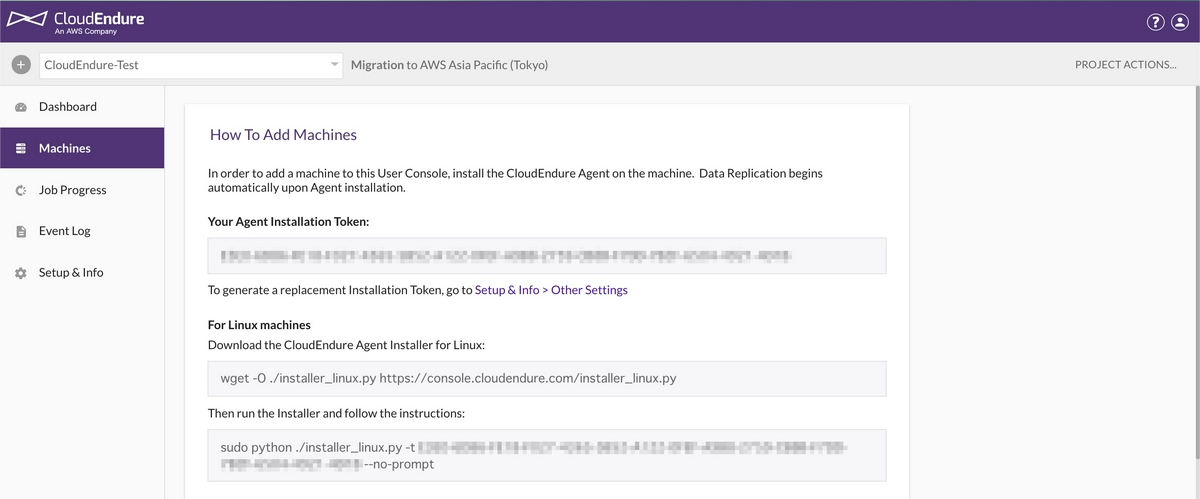 CloudEndure
An AWS Company
?
CloudEndure-Test
Migration to AWS Asia Pacific (Tokyo)
PROJECT ACTIONS...
Dashboard
Machines
Job Progress
Event Log
Setup & Info
How To Add Machines
In order to add a machine to this User Console, install the CloudEndure Agent on the machine. Data Replication begins
automatically upon Agent installation.
Your Agent Installation Token:
To generate a replacement Installation Token, go to Setup & Info > Other Settings
For Linux machines
Download the CloudEndure Agent Installer for Linux:
wget -O ./installer_linux.py https://console.cloudendure.com/installer_linux.py
Then run the Installer and follow the instructions:
sudo python ./installer_linux.py -t
--no-prompt